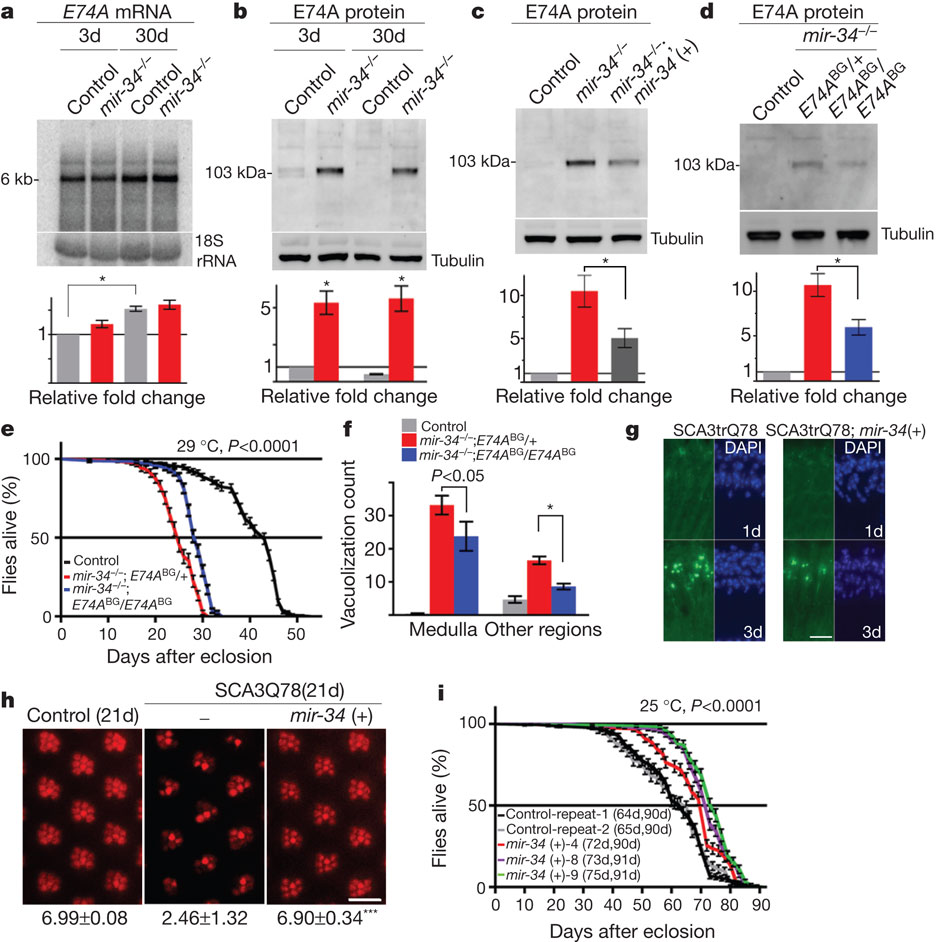 a
E74A mRNA
3d 30d
Control
mir-34–/–
Control
mir-34–/–
6 kb-
18S
rRNA
*
1
Relative fold change
b
E74A protein
3d 30d
Control
mir-34–/–
Control
mir-34–/–
103 kDa-
Tubulin
* *
5
1
Relative fold change
c
E74A protein
Control
mir-34–/–
mir-34–/–;
mir-34 (+)
103 kDa-
Tubulin
*
10
5
1
Relative fold change
d
E74A protein
mir-34–/–
Control
E74ABG/+
E74ABG/
E74ABG
103 kDa-
Tubulin
*
10
5
1
Relative fold change
e
29 °C, P<0.0001
Flies alive (%)
100
50
0
Control
mir-34–/–; E74ABG/+
mir-34–/–;
E74ABG/E74ABG
0 10 20 30 40 50
Days after eclosion
f
Control
mir-34–/–;E74ABG/+
mir-34–/–;E74ABG/E74ABG
P<0.05
*
Vacuolization count
30
20
10
Medulla Other regions
g
SCA3trQ78 SCA3trQ78; mir-34(+)
DAPI DAPI
1d 1d
3d 3d
h
SCA3Q78(21d)
Control (21d) – mir-34 (+)
6.99±0.08 2.46±1.32 6.90±0.34***
i
25 °C, P<0.0001
Flies alive (%)
100
50
0
Control-repeat-1 (64d,90d)
Control-repeat-2 (65d,90d)
mir-34 (+)-4 (72d,90d)
mir-34 (+)-8 (73d,91d)
mir-34 (+)-9 (75d,91d)
0 10 20 30 40 50 60 70 80 90
Days after eclosion